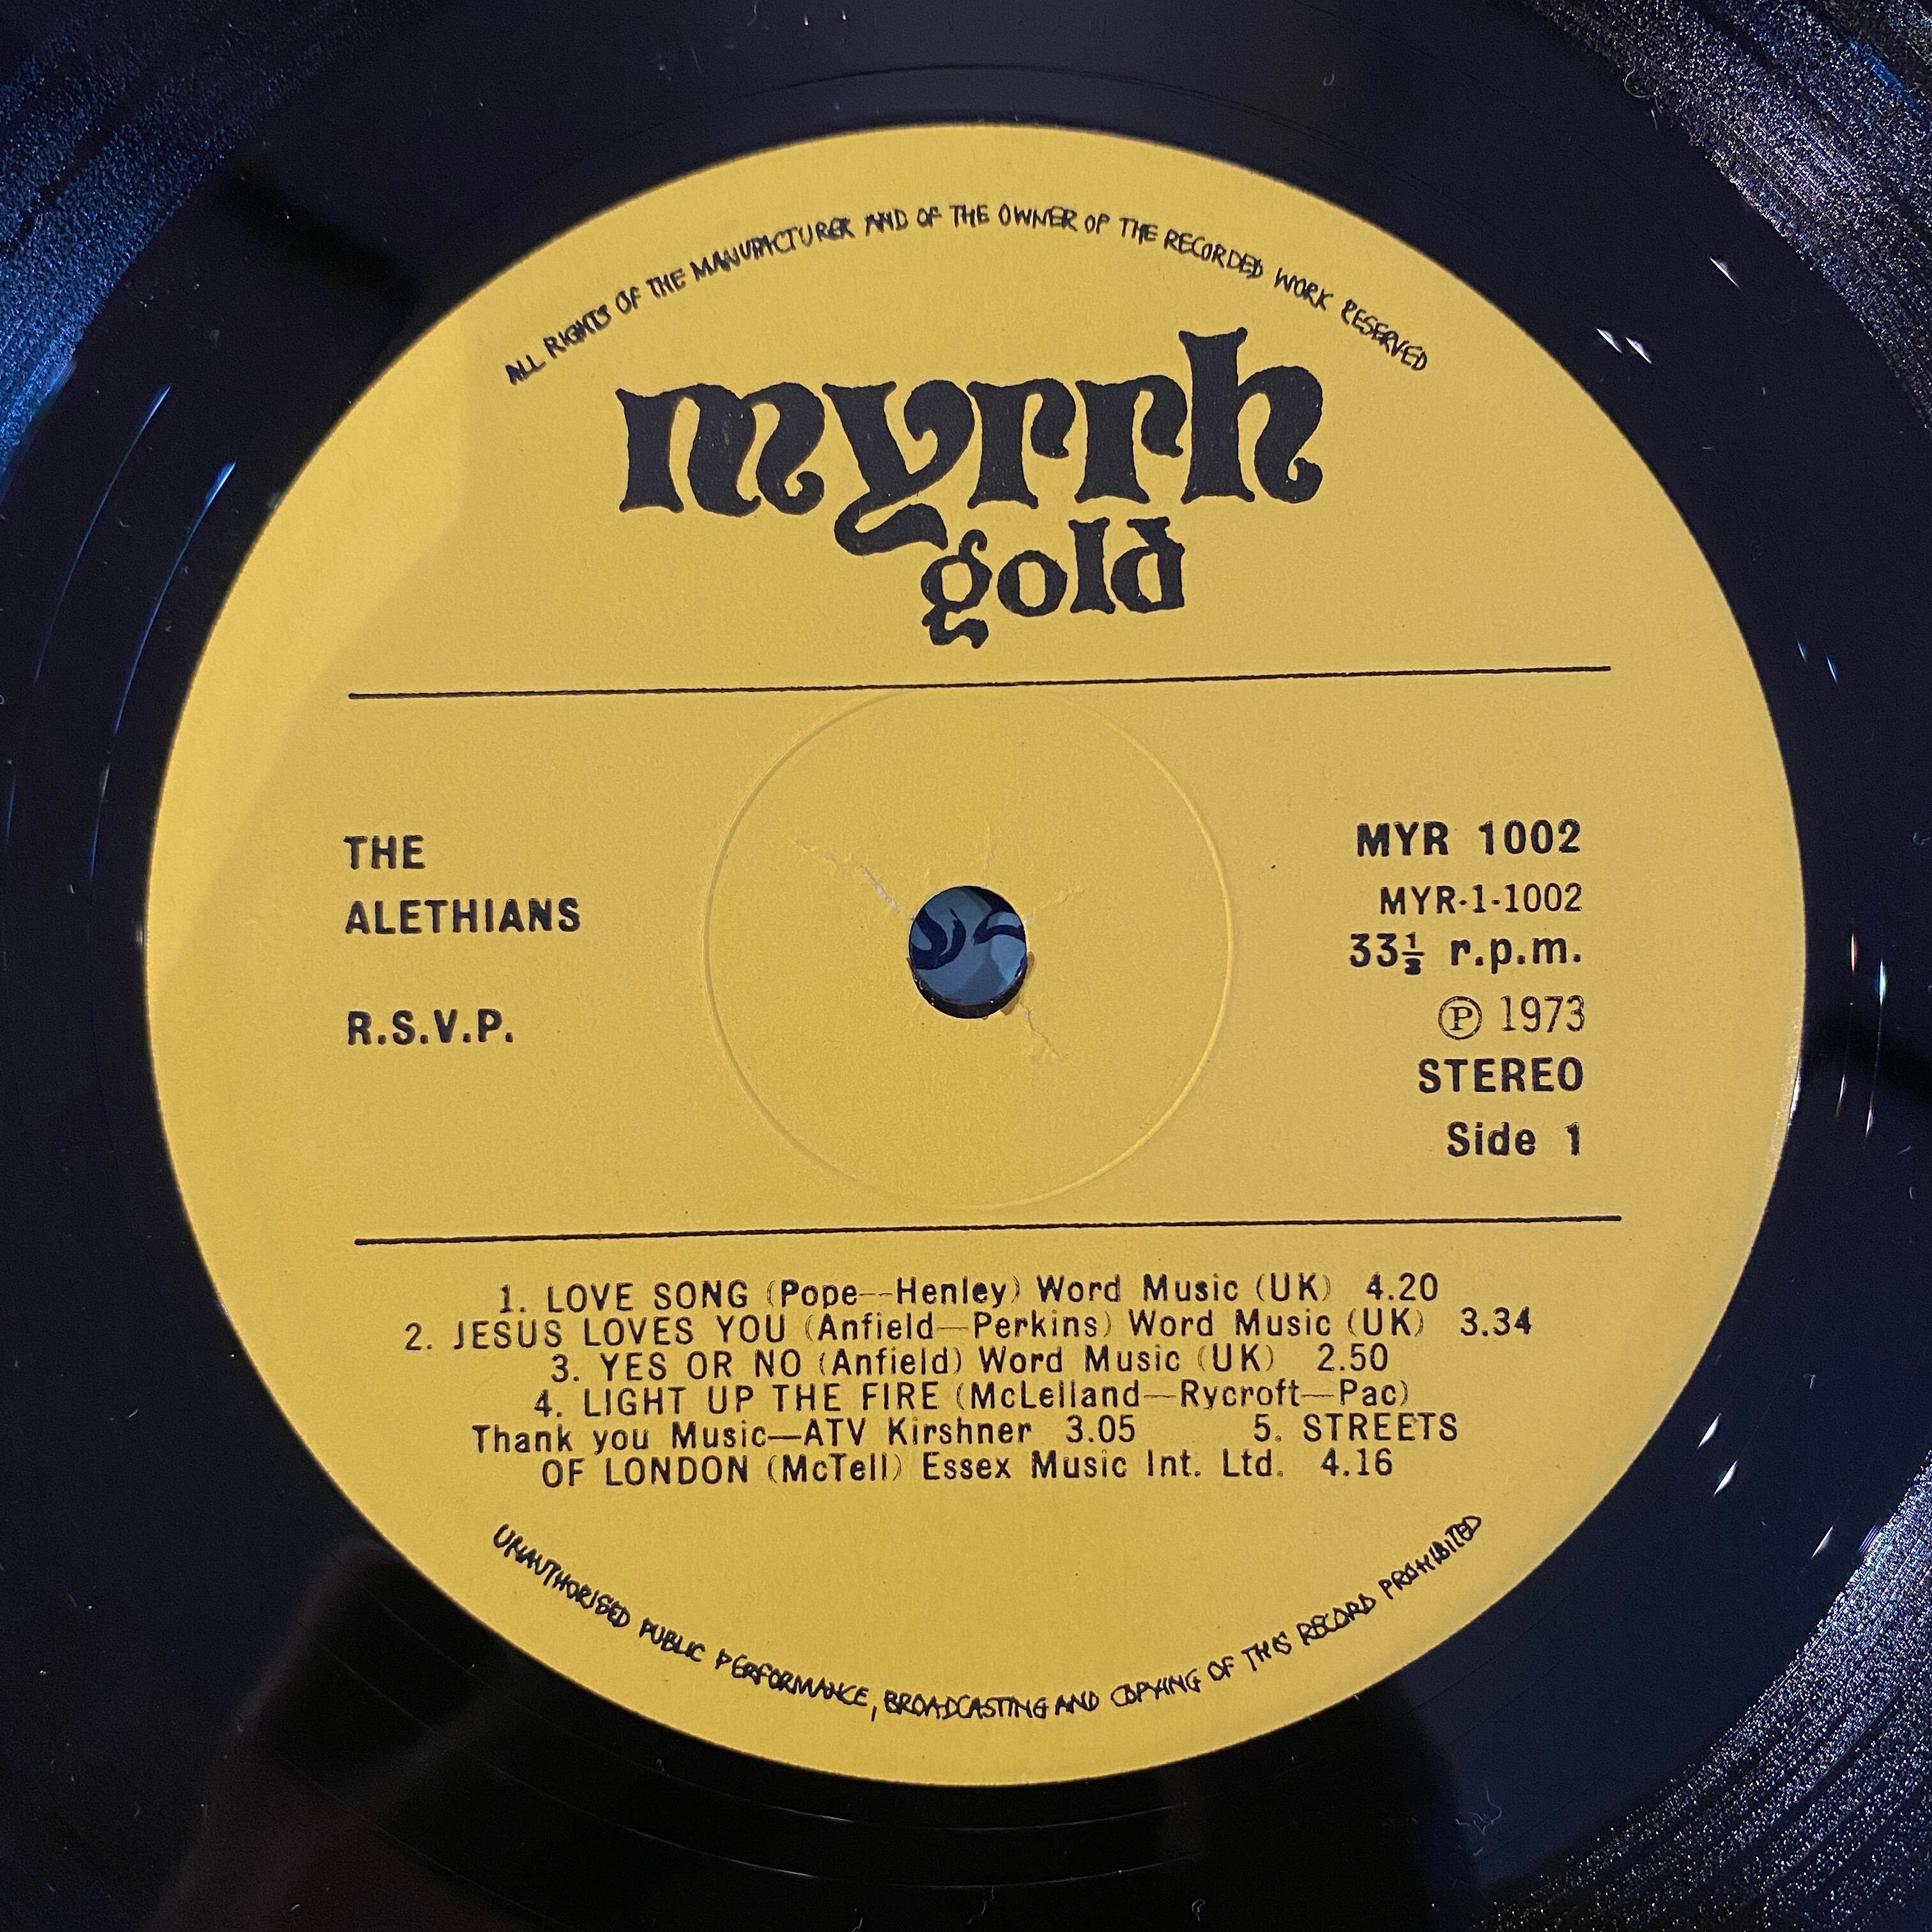 ALL RIGHTS OF THE MANUFACTURER AND OF THE OWNER OF THE RECORDED WORK RESERVED
myrrh
gold
THE
ALETHIANS
R.S.V.P.
MYR 1002
MYR-1-1002
33⅓ r.p.m.
Ⓟ 1973
STEREO
Side 1
1. LOVE SONG (Pope--Henley) Word Music (UK) 4.20
2. JESUS LOVES YOU (Anfield—Perkins) Word Music (UK) 3.34
3. YES OR NO (Anfield) Word Music (UK) 2.50
4. LIGHT UP THE FIRE (McLelland—Rycroft—Pac)
Thank you Music—ATV Kirshner 3.05 5. STREETS
OF LONDON (McTell) Essex Music Int. Ltd. 4.16
UNAUTHORISED PUBLIC PERFORMANCE, BROADCASTING AND COPYING OF THIS RECORD PROHIBITED